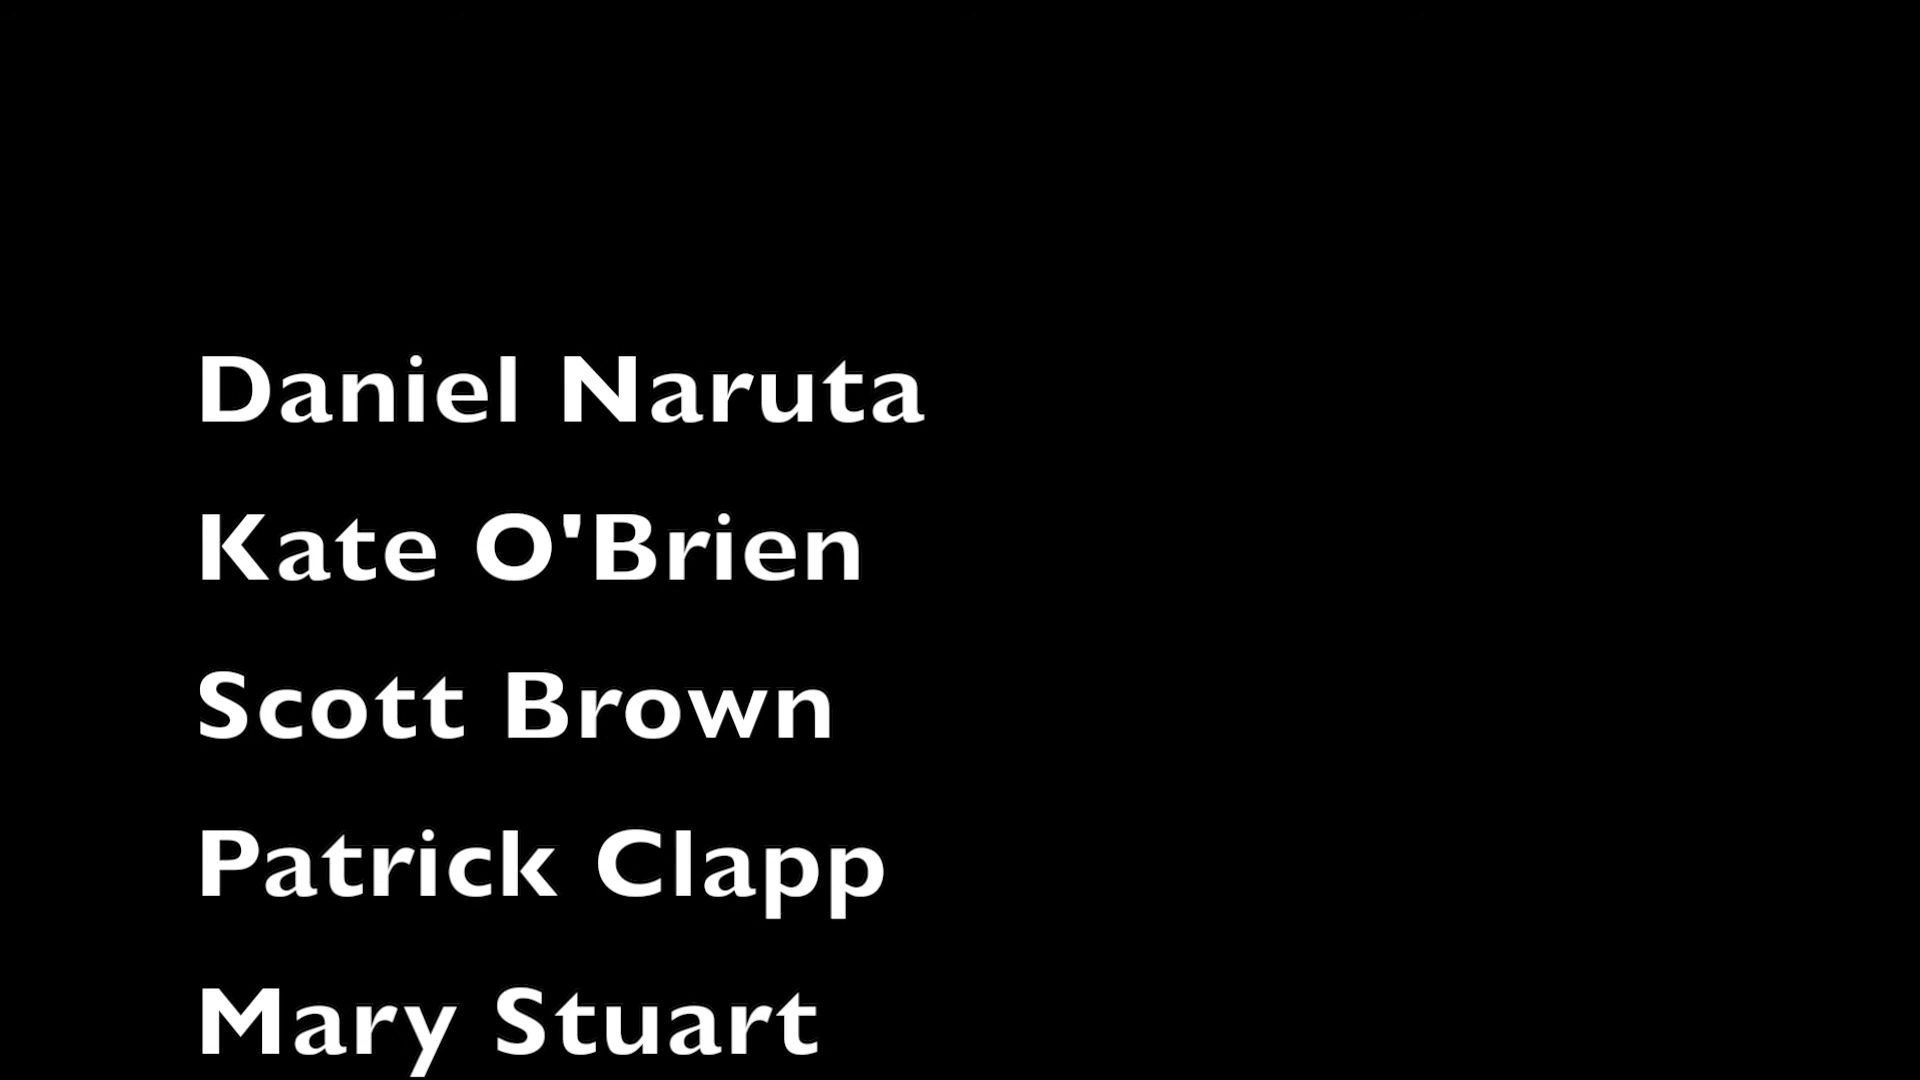 Daniel Naruta
Kate O'Brien
Scott Brown
Patrick Clapp
Mary Stuart